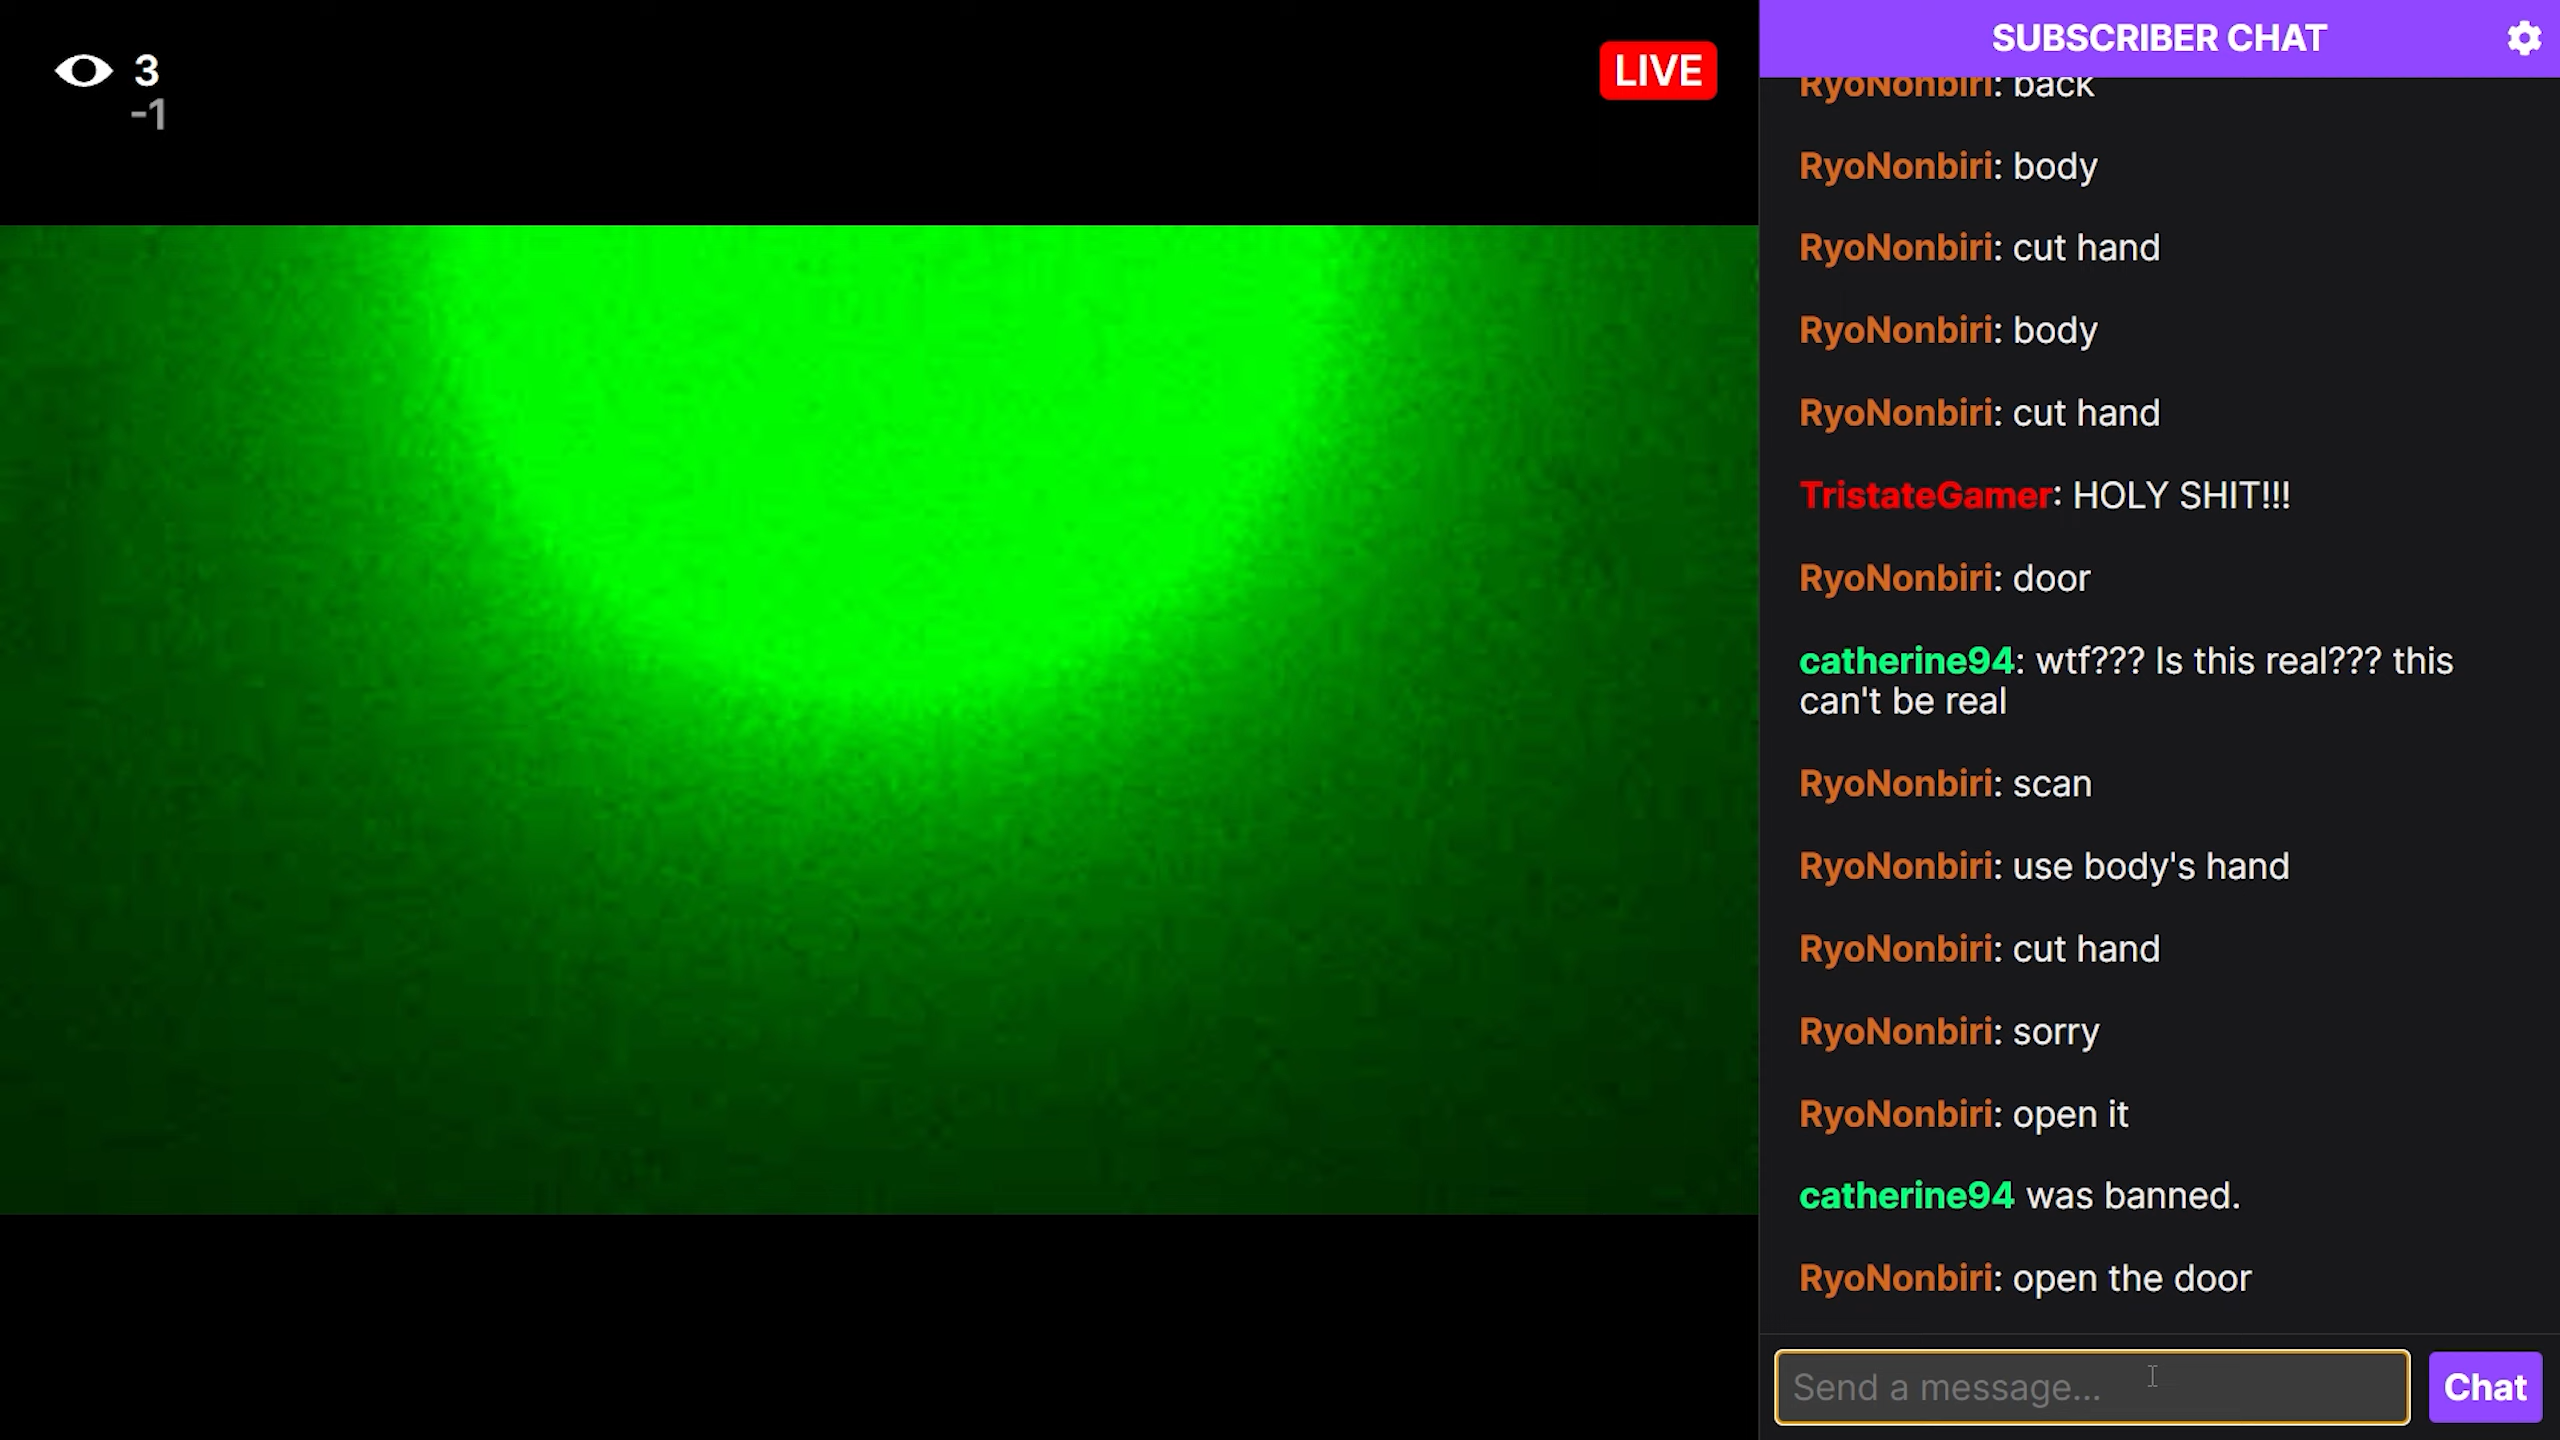 3
-1
LIVE
SUBSCRIBER CHAT
RyoNonbiri: back
RyoNonbiri: body
RyoNonbiri: cut hand
RyoNonbiri: body
RyoNonbiri: cut hand
TristateGamer: HOLY SHIT!!!
RyoNonbiri: door
catherine94: wtf??? Is this real??? this
can't be real
RyoNonbiri: scan
RyoNonbiri: use body's hand
RyoNonbiri: cut hand
RyoNonbiri: sorry
RyoNonbiri: open it
catherine94 was banned.
RyoNonbiri: open the door
Send a message...
Chat